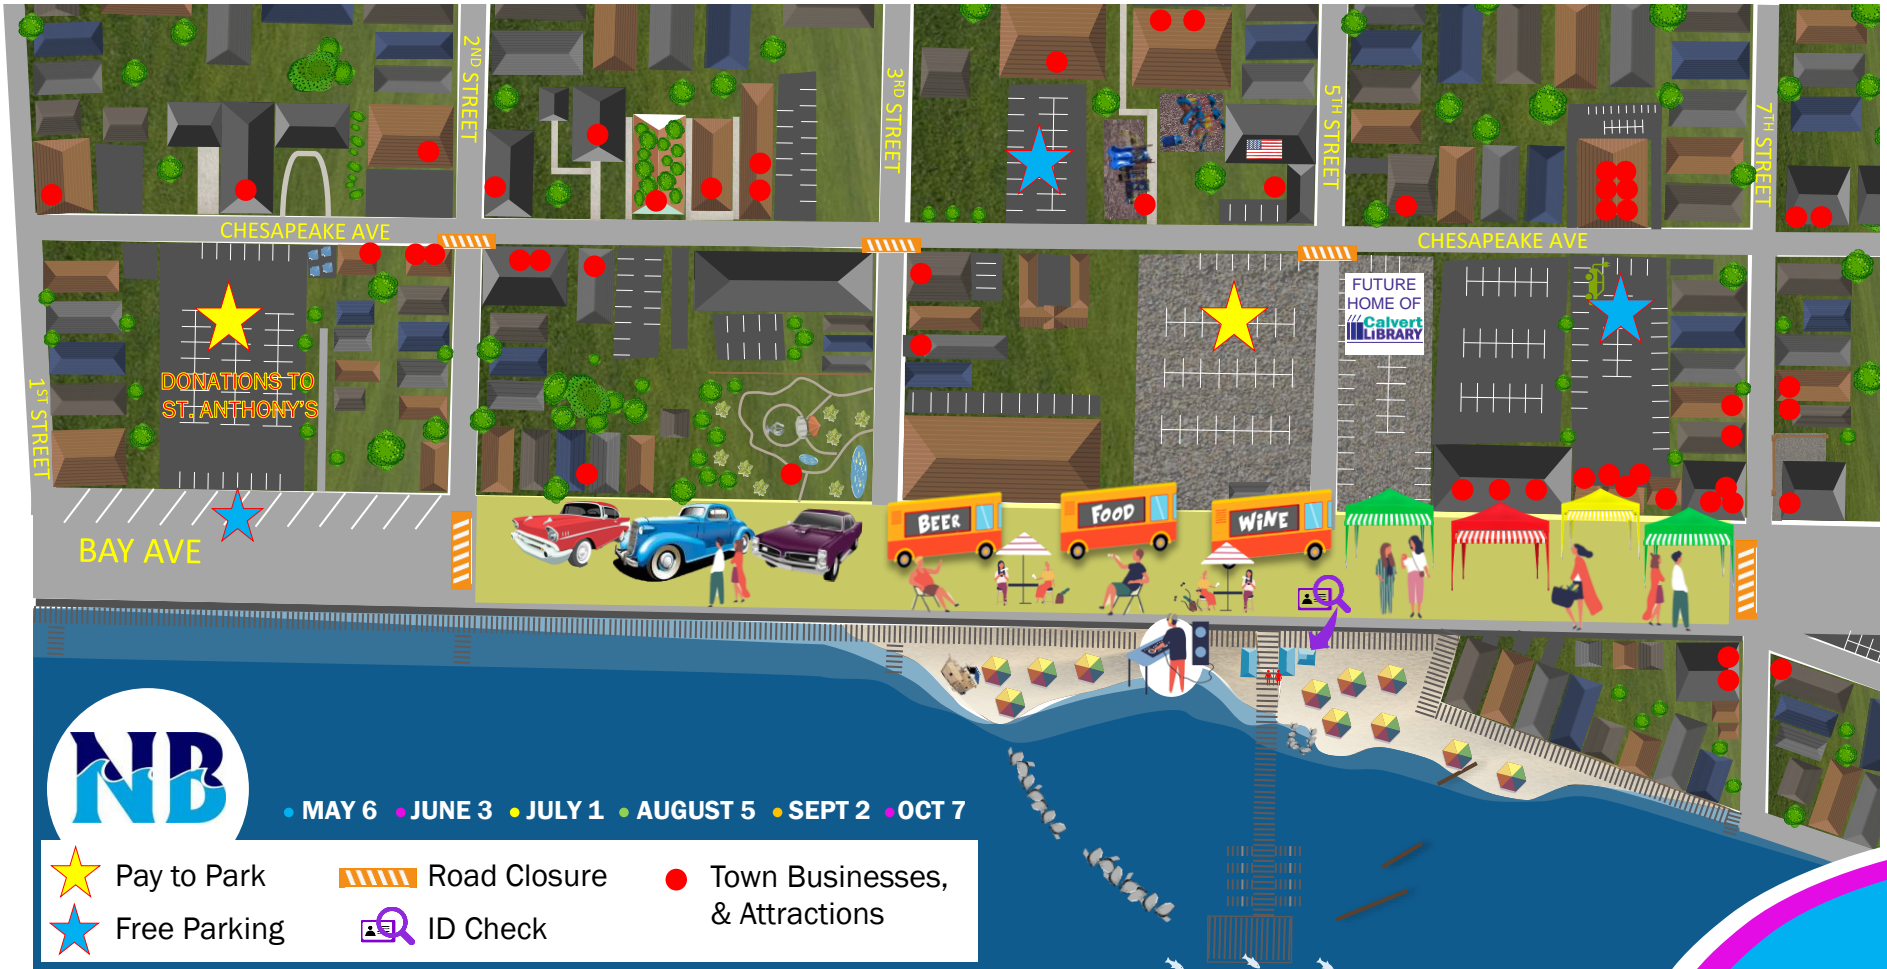 2ND STREET
3RD STREET
5TH STREET
7TH STREET
CHESAPEAKE AVE
CHESAPEAKE AVE
FUTURE
HOME OF
Calvert
LIBRARY
DONATIONS TO
ST. ANTHONY'S
1ST STREET
BAY AVE
BEER
FOOD
WINE
NB
• MAY 6 • JUNE 3 • JULY 1 • AUGUST 5 • SEPT 2 • OCT 7
Pay to Park
Road Closure
Town Businesses,
& Attractions
Free Parking
ID Check